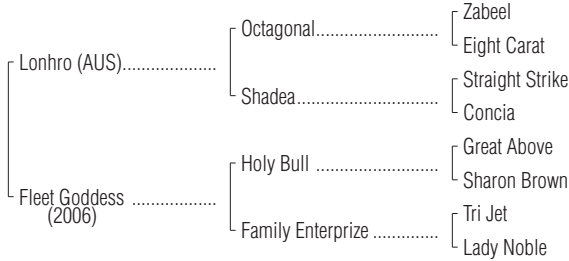 Zabeel
Octagonal
Eight Carat
Lonhro (AUS)
Straight Strike
Shadea
Concia
Great Above
Holy Bull
Sharon Brown
Fleet Goddess
(2006)
Tri Jet
Family Enterprize
Lady Noble